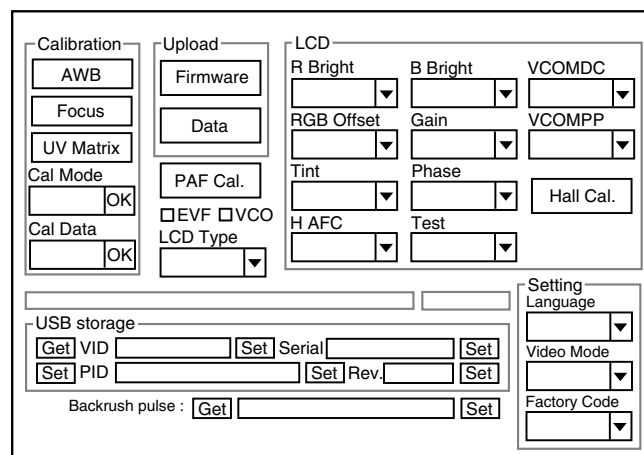 Calibration
AWB
Focus
UV Matrix
Cal Mode
OK
Cal Data
OK
Upload
Firmware
Data
PAF Cal.
EVF VCO
LCD Type
LCD
R Bright B Bright VCOMDC
RGB Offset Gain VCOMPP
Tint Phase
Hall Cal.
H AFC Test
USB storage
Get VID Set Serial Set
Set PID Set Rev. Set
Backrush pulse : Get Set
Setting
Language
Video Mode
Factory Code